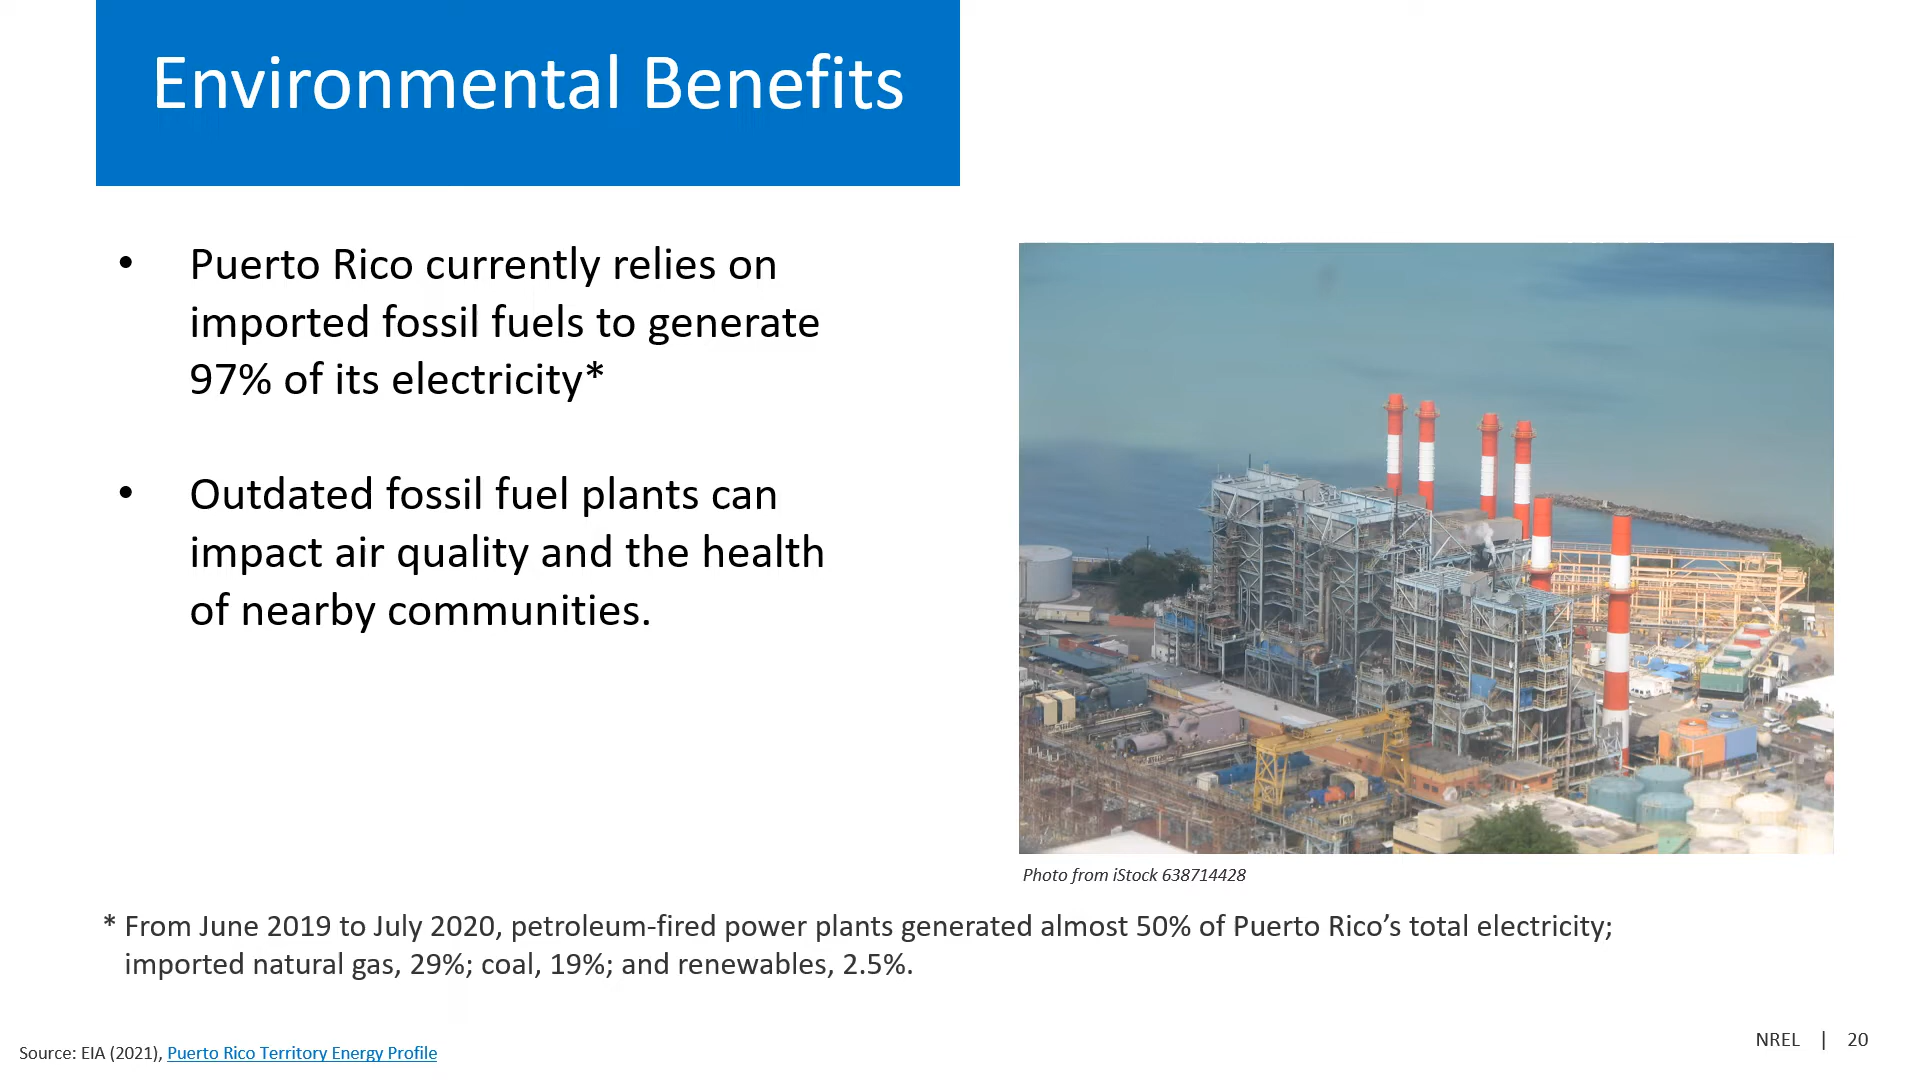 Environmental Benefits
• Puerto Rico currently relies on
imported fossil fuels to generate
97% of its electricity*
• Outdated fossil fuel plants can
impact air quality and the health
of nearby communities.
Photo from iStock 638714428
* From June 2019 to July 2020, petroleum-fired power plants generated almost 50% of Puerto Rico’s total electricity;
imported natural gas, 29%; coal, 19%; and renewables, 2.5%.
Source: EIA (2021), Puerto Rico Territory Energy Profile
NREL | 20